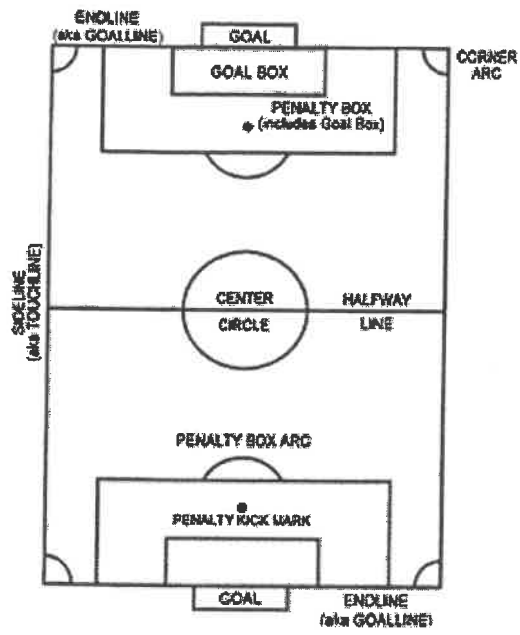 ENDLINE
(aka GOALLINE)
GOAL
GOAL BOX
CORNER
ARC
PENALTY BOX
(includes Goal Box)
SIDELINE
(aka TOUCHLINE)
CENTER
CIRCLE
HALFWAY
LINE
PENALTY BOX ARC
PENALTY KICK MARK
GOAL
ENDLINE
(aka GOALLINE)